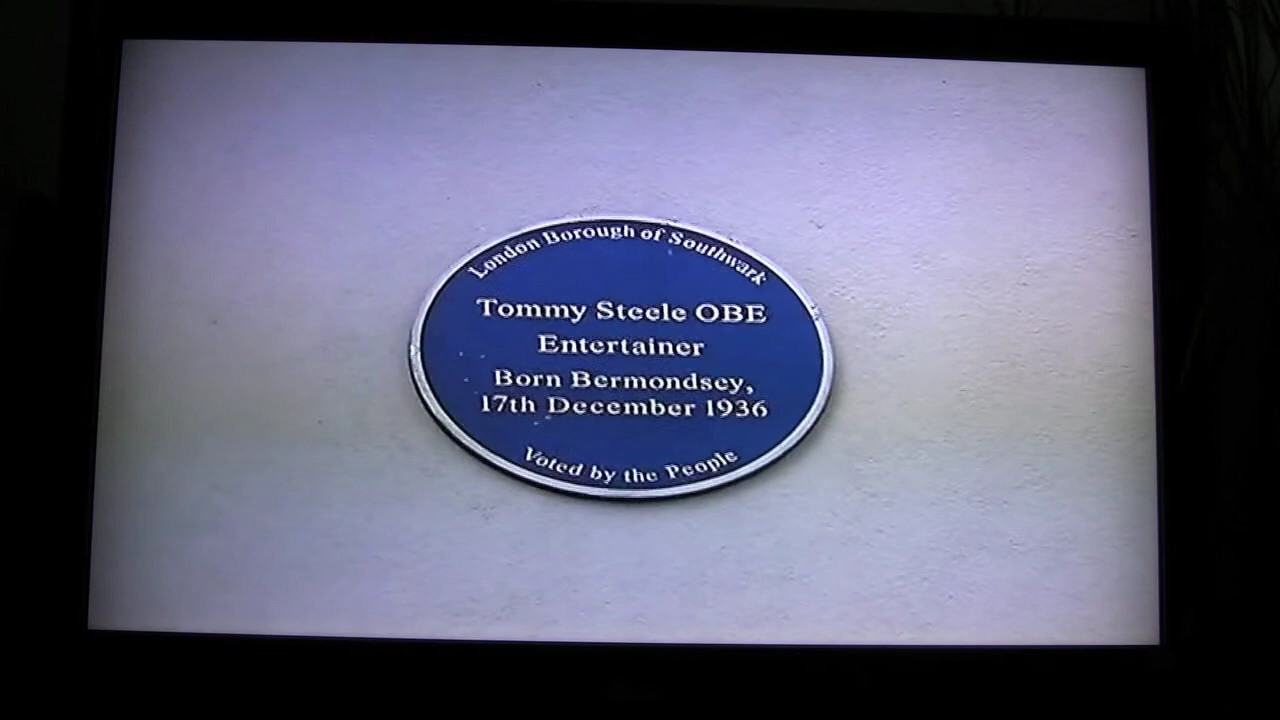 London Borough of Southwark
Tommy Steele OBE
Entertainer
Born Bermondsey,
17th December 1936
Voted by the People